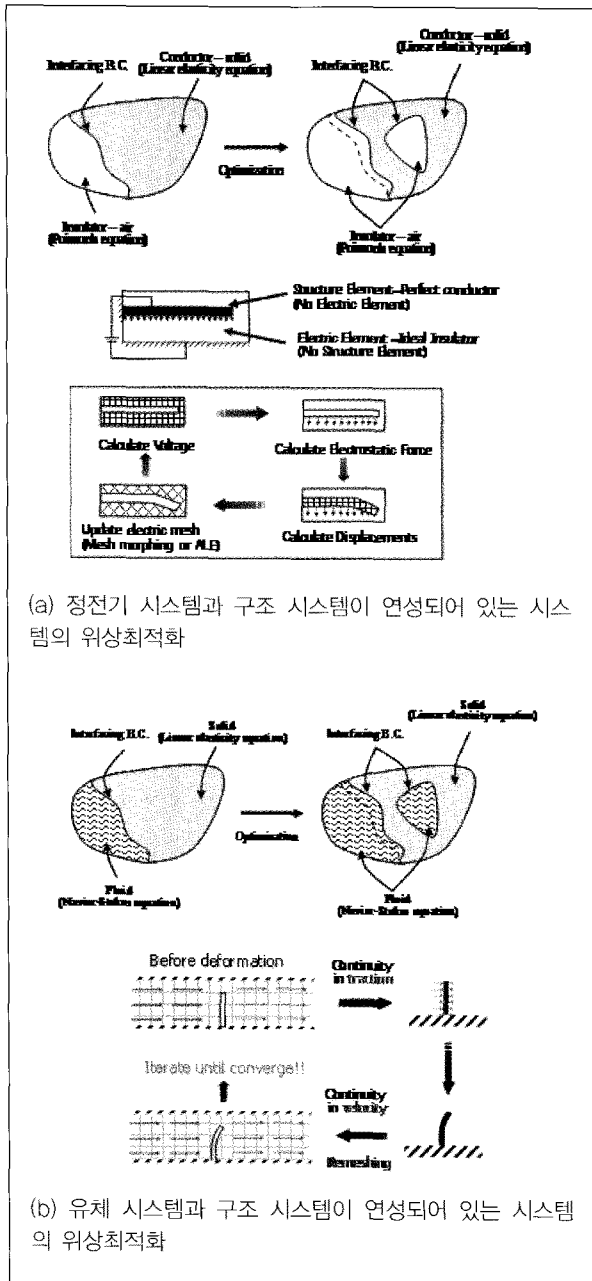 Conductor—solid
(Linear elasticity equation)
Interfacing B.C.
Conductor—solid
(Linear elasticity equation)
Interfacing B.C.
Optimization
Insulator—air
(Poisson's equation)
Insulator—air
(Poisson's equation)
Structure Element—Perfect conductor
(No Electric Element)
Electric Element—Ideal Insulator
(No Structure Element)
Calculate Voltage
Calculate Electrostatic Force
Update electric mesh
(Mesh morphing or ALE)
Calculate Displacements
(a) 정전기 시스템과 구조 시스템이 연성되어 있는 시스
템의 위상최적화
Solid
(Linear elasticity equation)
Interfacing B.C.
Solid
(Linear elasticity equation)
Interfacing B.C.
Optimization
Fluid
(Navier-Stokes equation)
Fluid
(Navier-Stokes equation)
Before deformation
Continuity
in traction
Iterate until converge!!
Continuity
in velocity
Remeshing
(b) 유체 시스템과 구조 시스템이 연성되어 있는 시스템
의 위상최적화